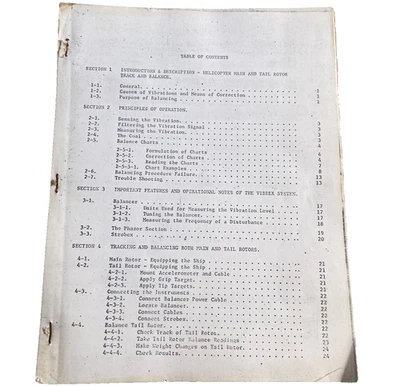 TABLE OF CONTENTS
SECTION 1 INTRODUCTION & DESCRIPTION - HELICOPTER MAIN AND TAIL ROTOR
TRACK AND BALANCE.
1-1. General. 1
1-2. Causes of Vibrations and Means of Correction 1
1-3. Purpose of Balancing 1
SECTION 2 PRINCIPLES OF OPERATION.
2-1. Sensing the Vibration. 3
2-2. Filtering the Vibration Signal 3
2-3. Measuring the Vibration. 3
2-4. The Goal 3
2-5. Balance Charts
2-5-1. Formulation of Charts 4
2-5-2. Correction of Charts 4
2-5-3. Reading the Charts 4
2-5-3-1 Chart Examples 7
2-6. Balancing Procedure Failure. 8
2-7. Trouble Shooting 13
SECTION 3 IMPORTANT FEATURES AND OPERATIONAL NOTES OF THE VIBREX SYSTEM.
3-1. Balancer
3-1-1. Units Used for Measuring the Vibration Level 17
3-1-2. Tuning the Balancer. 17
3-1-3. Measuring the Frequency of a Disturbance 18
3-2. The Phazor Section 19
3-3. Strobex 20
SECTION 4 TRACKING AND BALANCING BOTH MAIN AND TAIL ROTORS.
4-1. Main Rotor - Equipping the Ship 21
4-2. Tail Rotor - Equipping the Ship
4-2-1. Mount Accelerometer and Cable 21
4-2-2. Apply Grip Target 21
4-2-3. Apply Tip Targets 22
4-3. Connecting the Instruments 22
4-3-1. Connect Balancer Power Cable 22
4-3-2. Locate Balancer. 22
4-3-3. Connect Cables 22
4-3-4. Connect Strobex 22
4-4. Balance Tail Rotor.
4-4-1. Check Track of Tail Rotor. 22
4-4-2. Take Tail Rotor Balance Readings 22
4-4-3. Make Weight Changes on Tail Rotor. 23
4-4-4. Check Results. 24